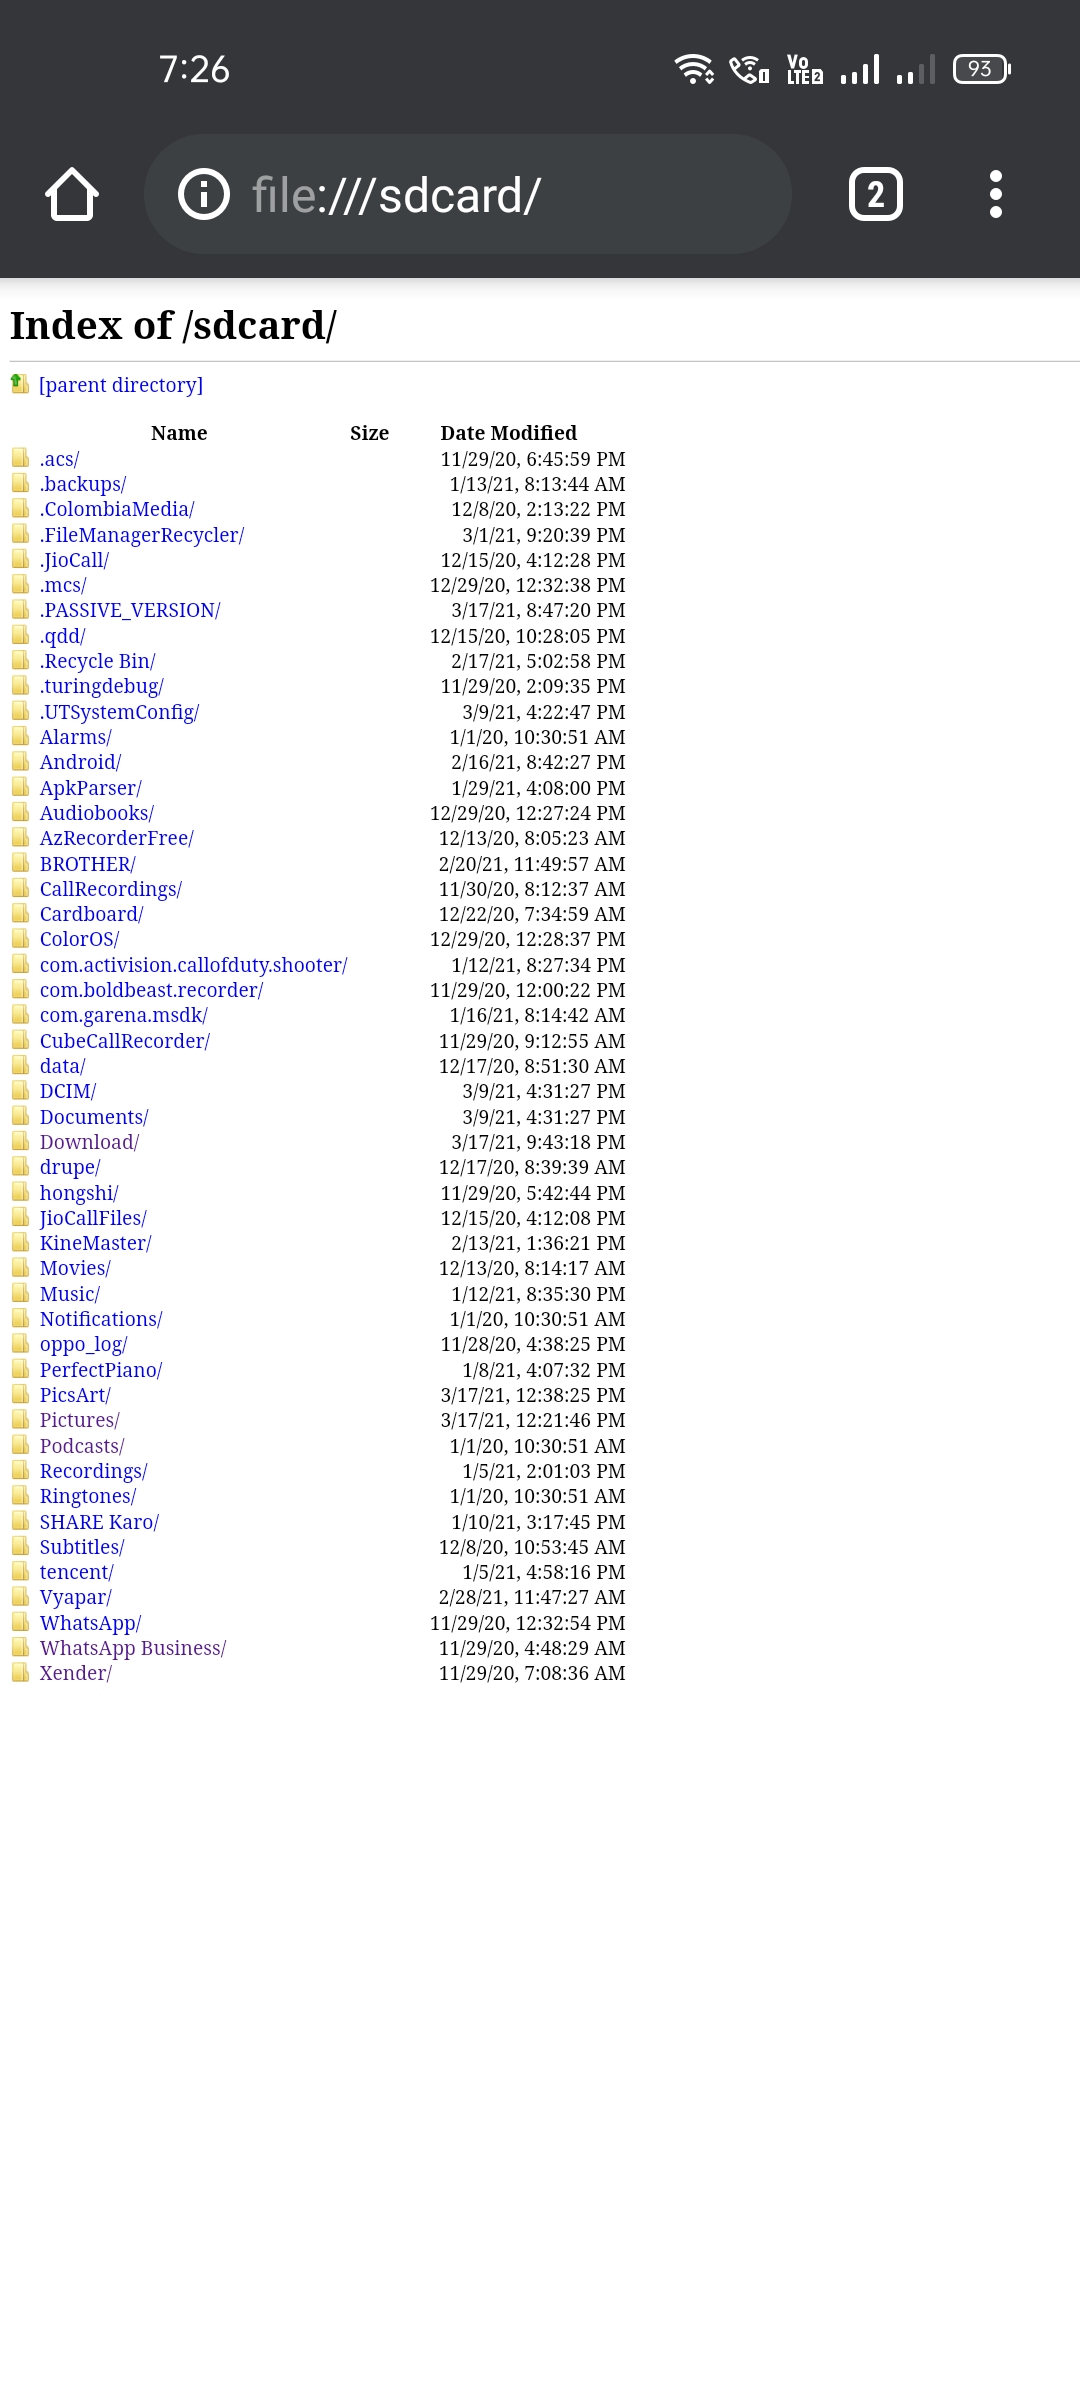 7:26
Vo LTE 2
1
93
file:///sdcard/
2
Index of /sdcard/
[parent directory]
Name Size Date Modified
.acs/ 11/29/20, 6:45:59 PM
.backups/ 1/13/21, 8:13:44 AM
.ColombiaMedia/ 12/8/20, 2:13:22 PM
.FileManagerRecycler/ 3/1/21, 9:20:39 PM
.JioCall/ 12/15/20, 4:12:28 PM
.mcs/ 12/29/20, 12:32:38 PM
.PASSIVE_VERSION/ 3/17/21, 8:47:20 PM
.qdd/ 12/15/20, 10:28:05 PM
.Recycle Bin/ 2/17/21, 5:02:58 PM
.turingdebug/ 11/29/20, 2:09:35 PM
.UTSystemConfig/ 3/9/21, 4:22:47 PM
Alarms/ 1/1/20, 10:30:51 AM
Android/ 2/16/21, 8:42:27 PM
ApkParser/ 1/29/21, 4:08:00 PM
Audiobooks/ 12/29/20, 12:27:24 PM
AzRecorderFree/ 12/13/20, 8:05:23 AM
BROTHER/ 2/20/21, 11:49:57 AM
CallRecordings/ 11/30/20, 8:12:37 AM
Cardboard/ 12/22/20, 7:34:59 AM
ColorOS/ 12/29/20, 12:28:37 PM
com.activision.callofduty.shooter/ 1/12/21, 8:27:34 PM
com.boldbeast.recorder/ 11/29/20, 12:00:22 PM
com.garena.msdk/ 1/16/21, 8:14:42 AM
CubeCallRecorder/ 11/29/20, 9:12:55 AM
data/ 12/17/20, 8:51:30 AM
DCIM/ 3/9/21, 4:31:27 PM
Documents/ 3/9/21, 4:31:27 PM
Download/ 3/17/21, 9:43:18 PM
drupe/ 12/17/20, 8:39:39 AM
hongshi/ 11/29/20, 5:42:44 PM
JioCallFiles/ 12/15/20, 4:12:08 PM
KineMaster/ 2/13/21, 1:36:21 PM
Movies/ 12/13/20, 8:14:17 AM
Music/ 1/12/21, 8:35:30 PM
Notifications/ 1/1/20, 10:30:51 AM
oppo_log/ 11/28/20, 4:38:25 PM
PerfectPiano/ 1/8/21, 4:07:32 PM
PicsArt/ 3/17/21, 12:38:25 PM
Pictures/ 3/17/21, 12:21:46 PM
Podcasts/ 1/1/20, 10:30:51 AM
Recordings/ 1/5/21, 2:01:03 PM
Ringtones/ 1/1/20, 10:30:51 AM
SHARE Karo/ 1/10/21, 3:17:45 PM
Subtitles/ 12/8/20, 10:53:45 AM
tencent/ 1/5/21, 4:58:16 PM
Vyapar/ 2/28/21, 11:47:27 AM
WhatsApp/ 11/29/20, 12:32:54 PM
WhatsApp Business/ 11/29/20, 4:48:29 AM
Xender/ 11/29/20, 7:08:36 AM